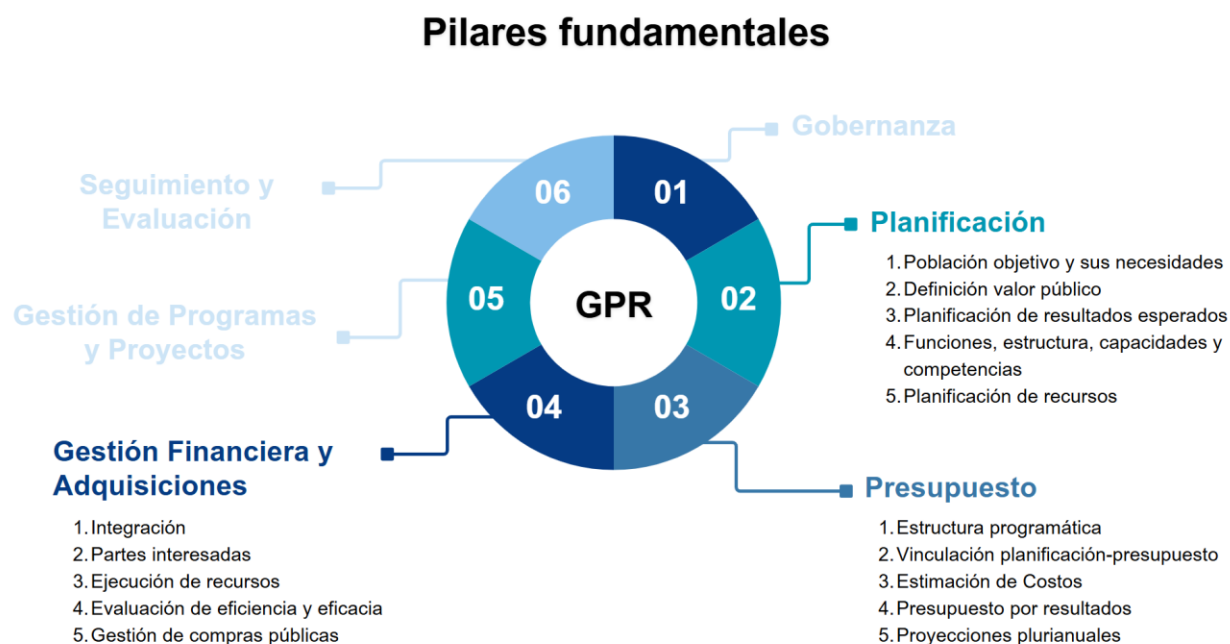 Pilares fundamentales
Gobernanza
Seguimiento y
Evaluación
06
01
Planificación
1. Población objetivo y sus necesidades
2. Definición valor público
3. Planificación de resultados esperados
4. Funciones, estructura, capacidades y
competencias
5. Planificación de recursos
05
GPR
02
Gestión de Programas
y Proyectos
04
03
Gestión Financiera y
Adquisiciones
1. Integración
2. Partes interesadas
3. Ejecución de recursos
4. Evaluación de eficiencia y eficacia
5. Gestión de compras públicas
Presupuesto
1. Estructura programática
2. Vinculación planificación-presupuesto
3. Estimación de Costos
4. Presupuesto por resultados
5. Proyecciones plurianuales